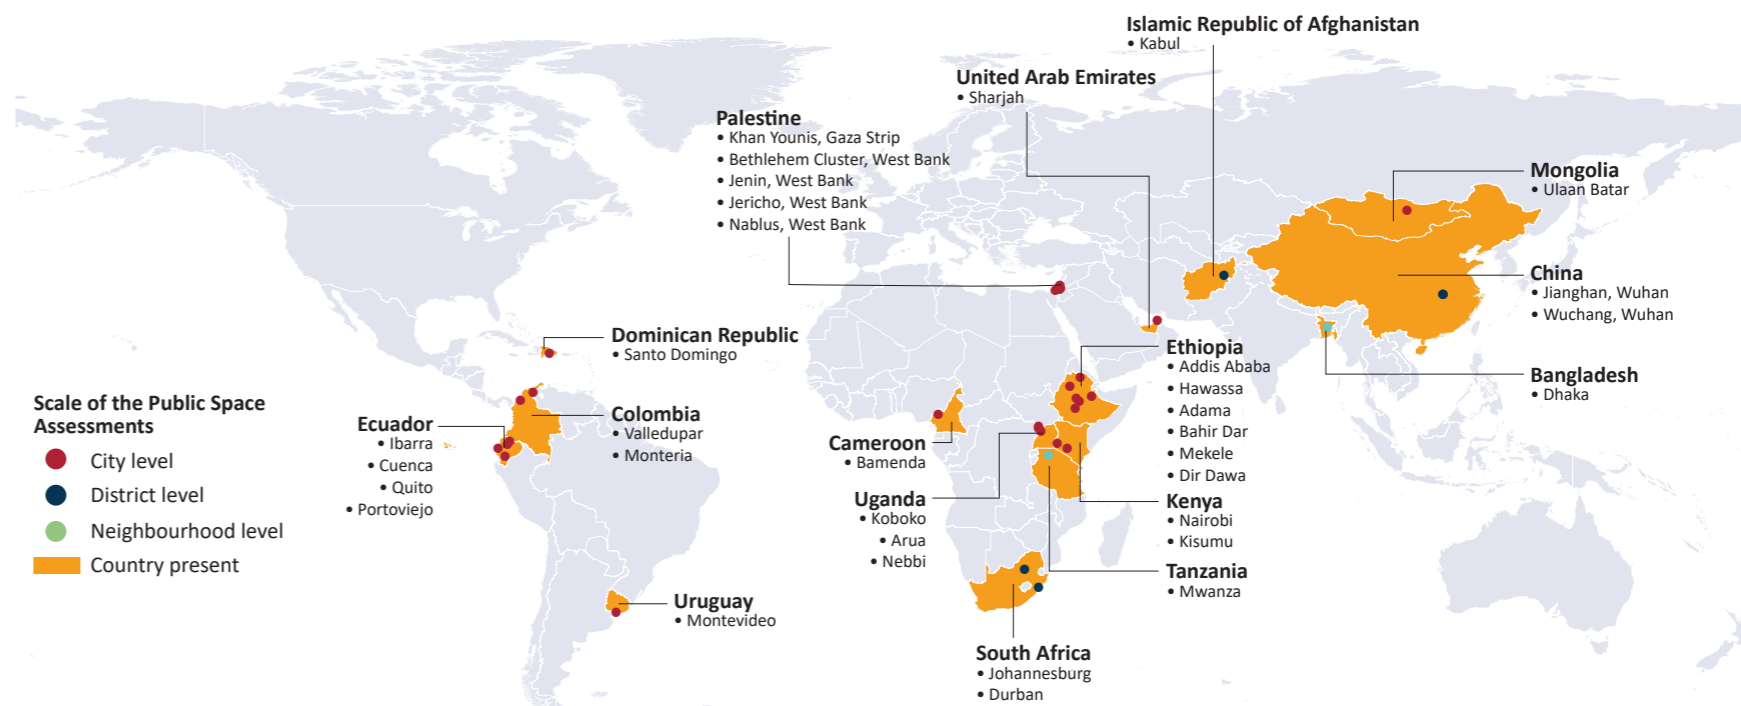 Islamic Republic of Afghanistan
• Kabul
United Arab Emirates
• Sharjah
Palestine
• Khan Younis, Gaza Strip
• Bethlehem Cluster, West Bank
• Jenin, West Bank
• Jericho, West Bank
• Nablus, West Bank
Mongolia
• Ulaan Batar
China
• Jianghan, Wuhan
• Wuchang, Wuhan
Dominican Republic
• Santo Domingo
Ethiopia
• Addis Ababa
• Hawassa
• Adama
• Bahir Dar
• Mekele
• Dir Dawa
Bangladesh
• Dhaka
Scale of the Public Space
Assessments
City level
District level
Neighbourhood level
Country present
Ecuador
• Ibarra
• Cuenca
• Quito
• Portoviejo
Colombia
• Valledupar
• Monteria
Cameroon
• Bamenda
Uganda
• Koboko
• Arua
• Nebbi
Kenya
• Nairobi
• Kisumu
Tanzania
• Mwanza
Uruguay
• Montevideo
South Africa
• Johannesburg
• Durban